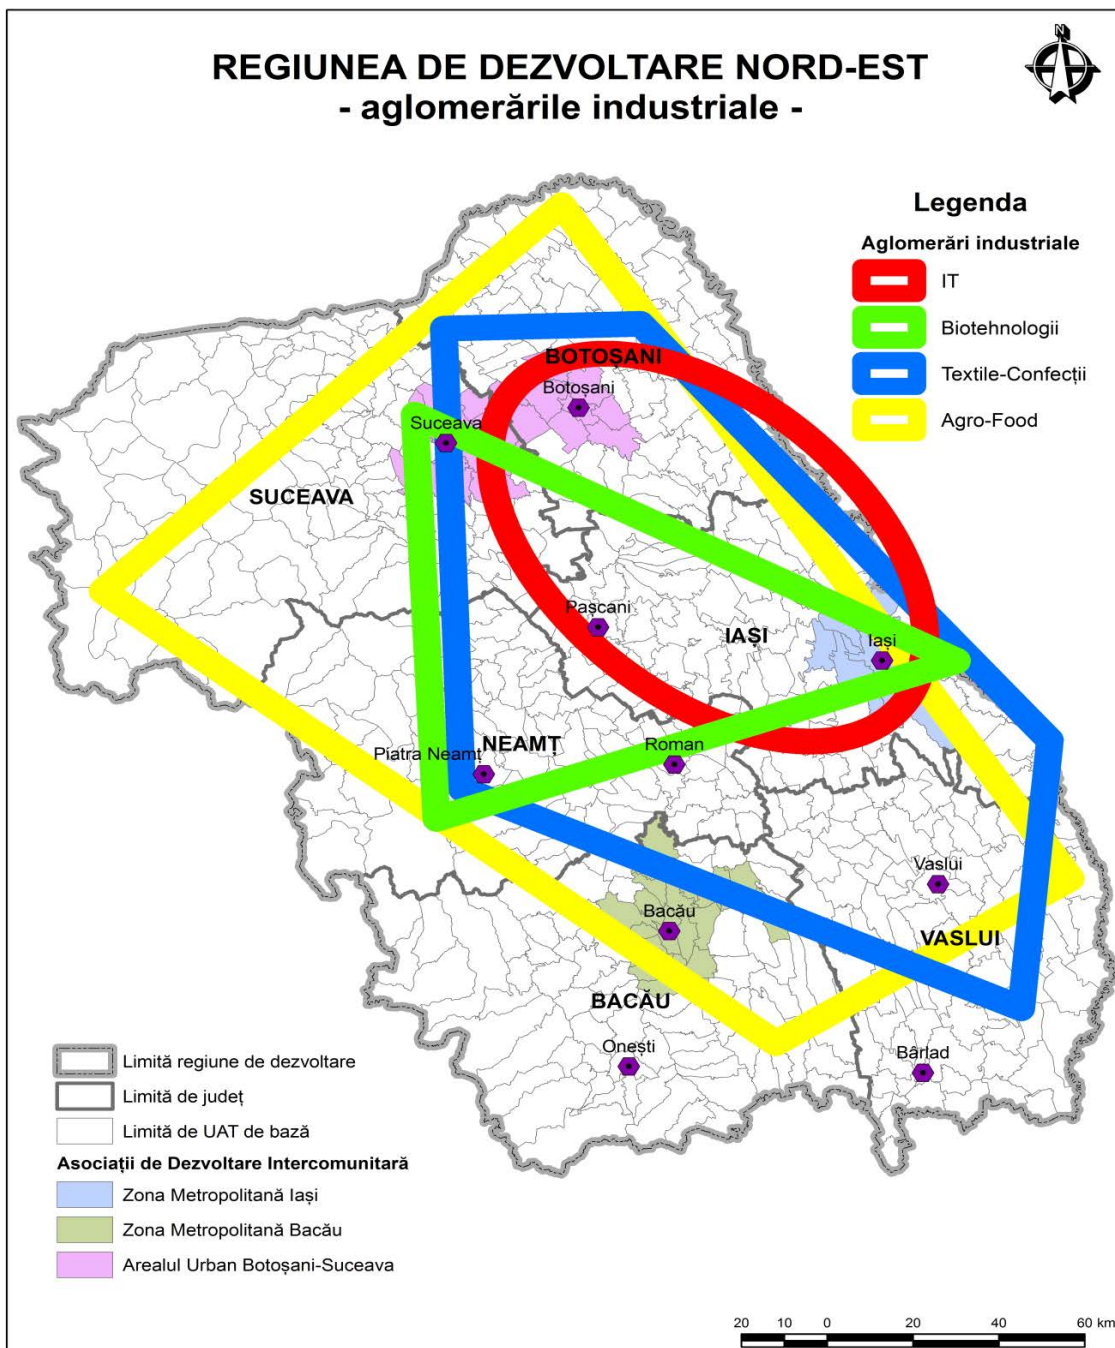 REGIUNEA DE DEZVOLTARE NORD-EST
- aglomerările industriale -
N
Legenda
Aglomerări industriale
IT
Biotehnologii
Textile-Confecții
Agro-Food
BOTOȘANI
Botosani
Suceava
SUCEAVA
Pașcani
IAȘI
Iași
NEAMȚ
Roman
Piatra Neamț
Vaslui
Bacău
VASLUI
BACĂU
Onești
Bârlad
Limită regiune de dezvoltare
Limită de județ
Limită de UAT de bază
Asociații de Dezvoltare Intercomunitară
Zona Metropolitană Iași
Zona Metropolitană Bacău
Arealul Urban Botoșani-Suceava
20 10 0 20 40 60 km